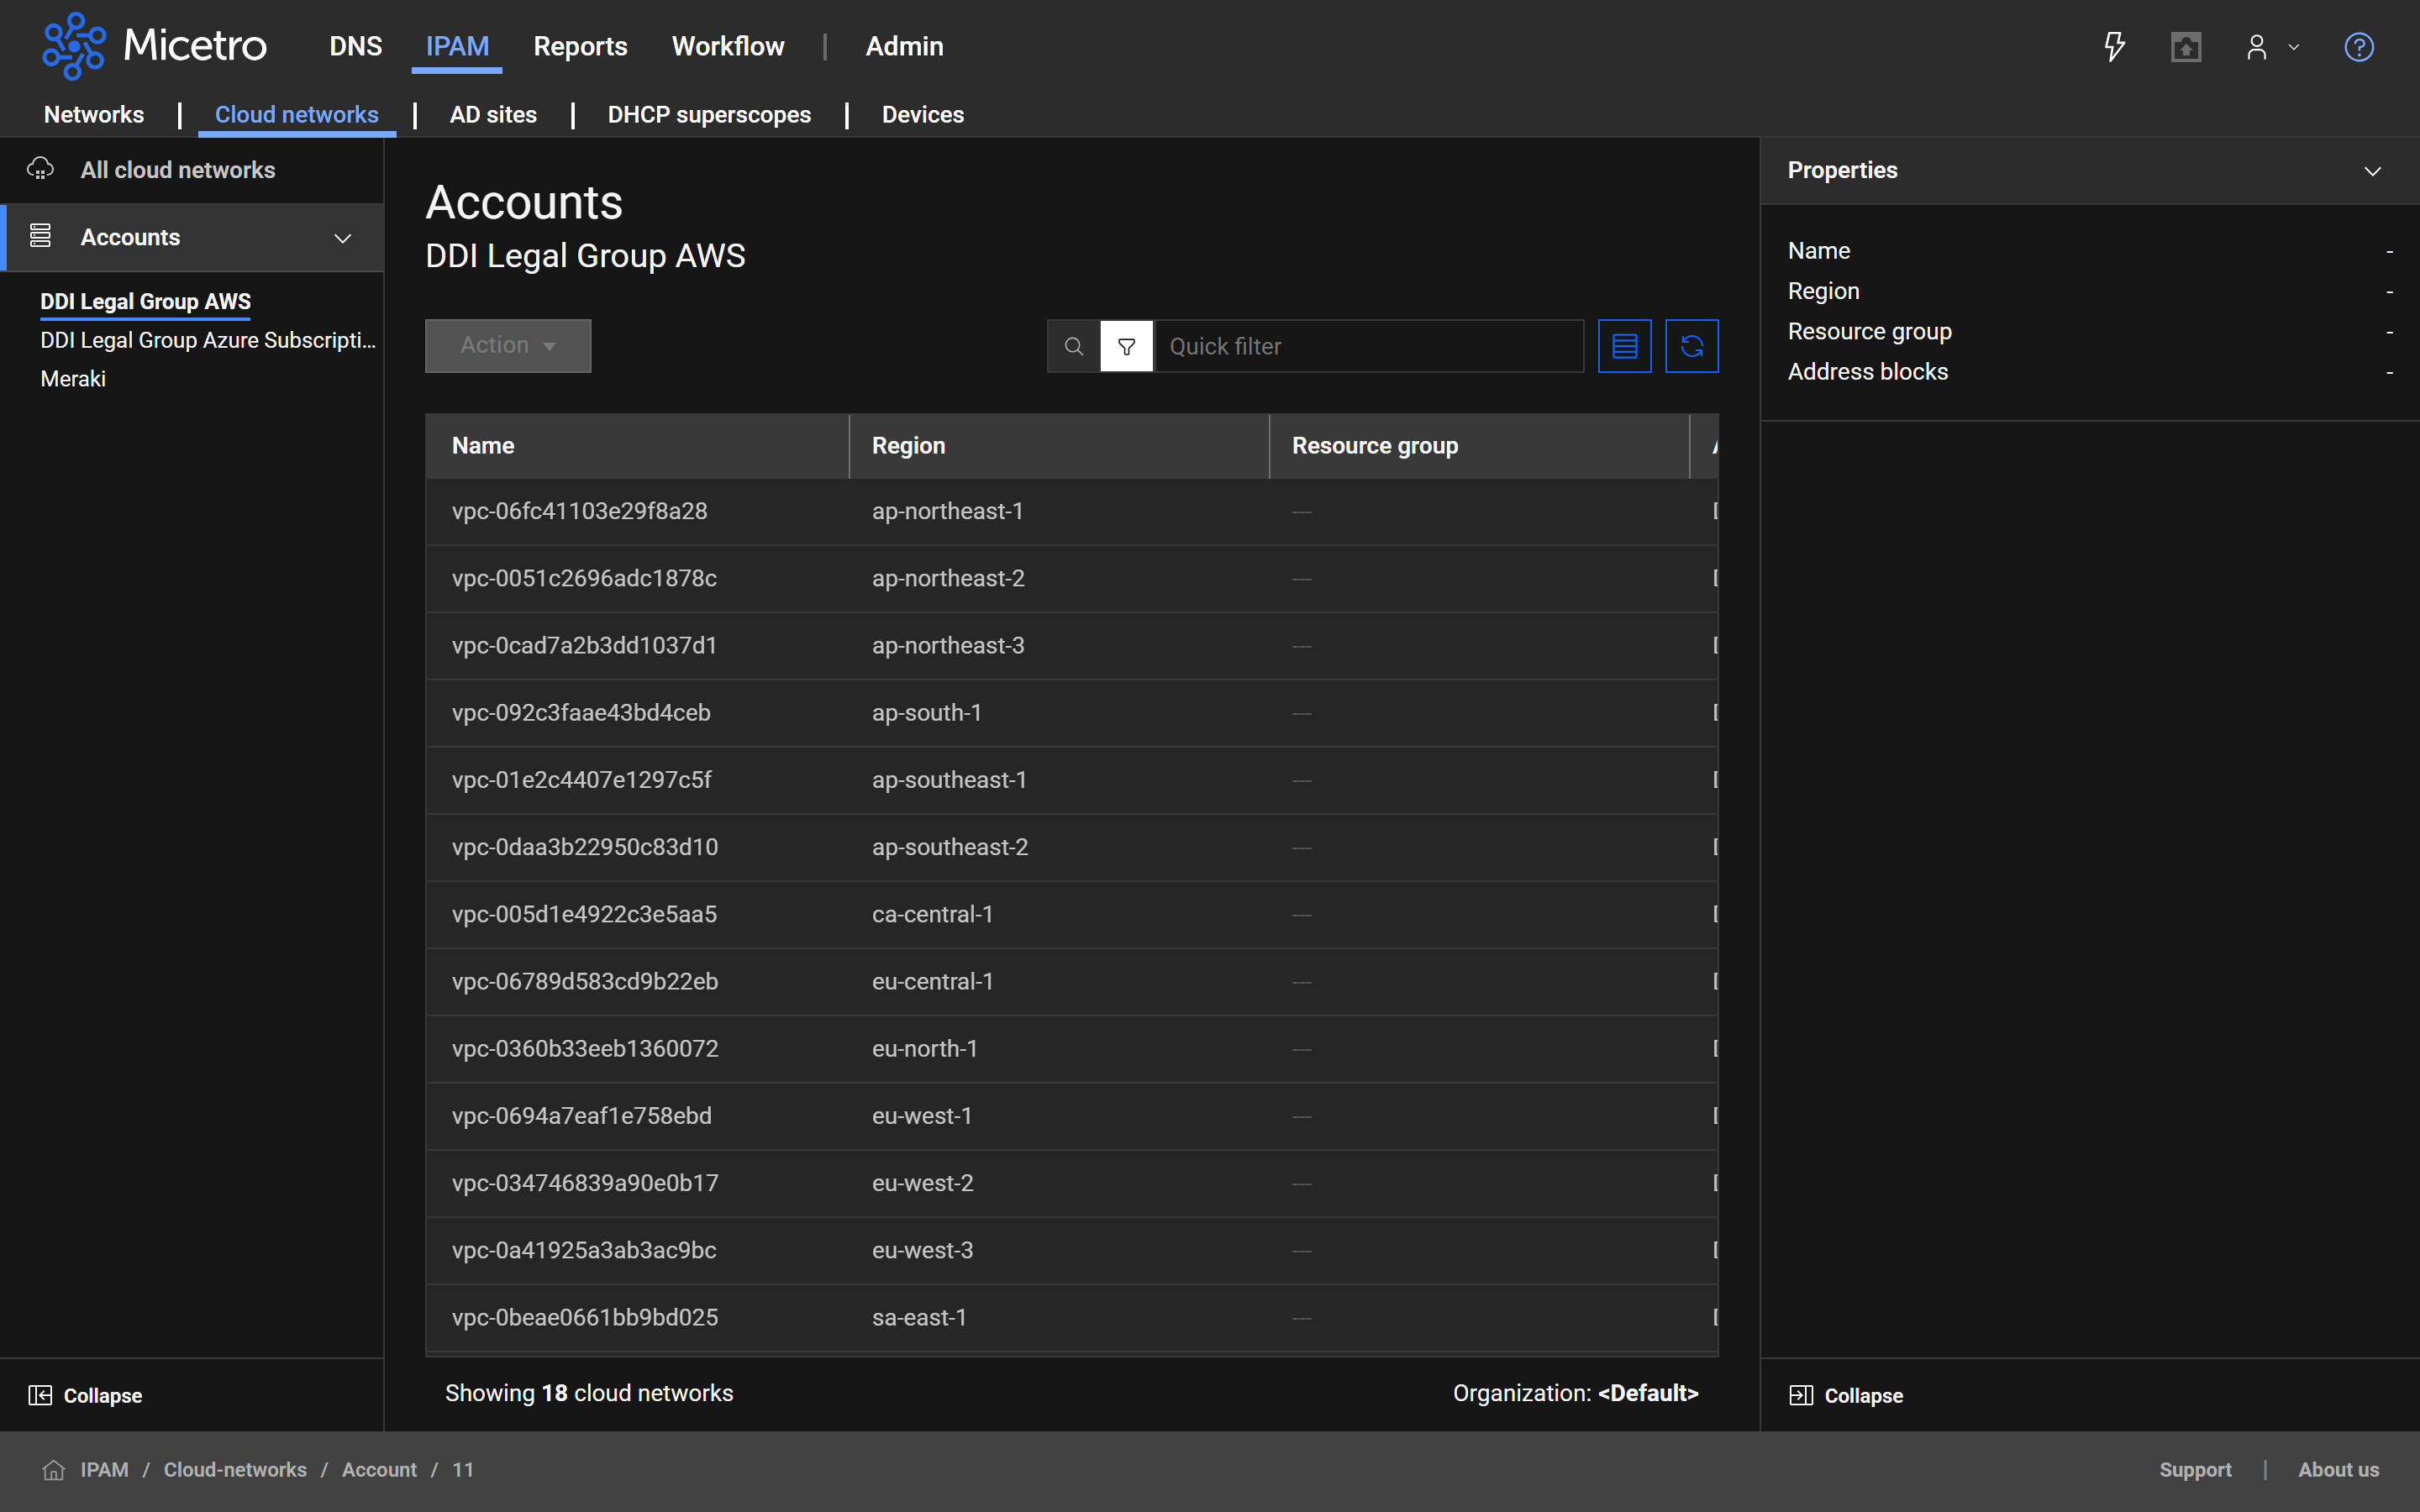 Micetro
DNS IPAM Reports Workflow | Admin
Networks | Cloud networks | AD sites | DHCP superscopes | Devices
All cloud networks
Accounts
DDI Legal Group AWS
DDI Legal Group Azure Subscripti...
Meraki
Collapse
Accounts
DDI Legal Group AWS
Action
Quick filter
Name Region Resource group
vpc-06fc41103e29f8a28 ap-northeast-1 ---
vpc-0051c2696adc1878c ap-northeast-2 ---
vpc-0cad7a2b3dd1037d1 ap-northeast-3 ---
vpc-092c3faae43bd4ceb ap-south-1 ---
vpc-01e2c4407e1297c5f ap-southeast-1 ---
vpc-0daa3b22950c83d10 ap-southeast-2 ---
vpc-005d1e4922c3e5aa5 ca-central-1 ---
vpc-06789d583cd9b22eb eu-central-1 ---
vpc-0360b33eeb1360072 eu-north-1 ---
vpc-0694a7eaf1e758ebd eu-west-1 ---
vpc-034746839a90e0b17 eu-west-2 ---
vpc-0a41925a3ab3ac9bc eu-west-3 ---
vpc-0beae0661bb9bd025 sa-east-1 ---
Showing 18 cloud networks
Organization: <Default>
Properties
Name -
Region -
Resource group -
Address blocks -
Collapse
IPAM / Cloud-networks / Account / 11
Support | About us